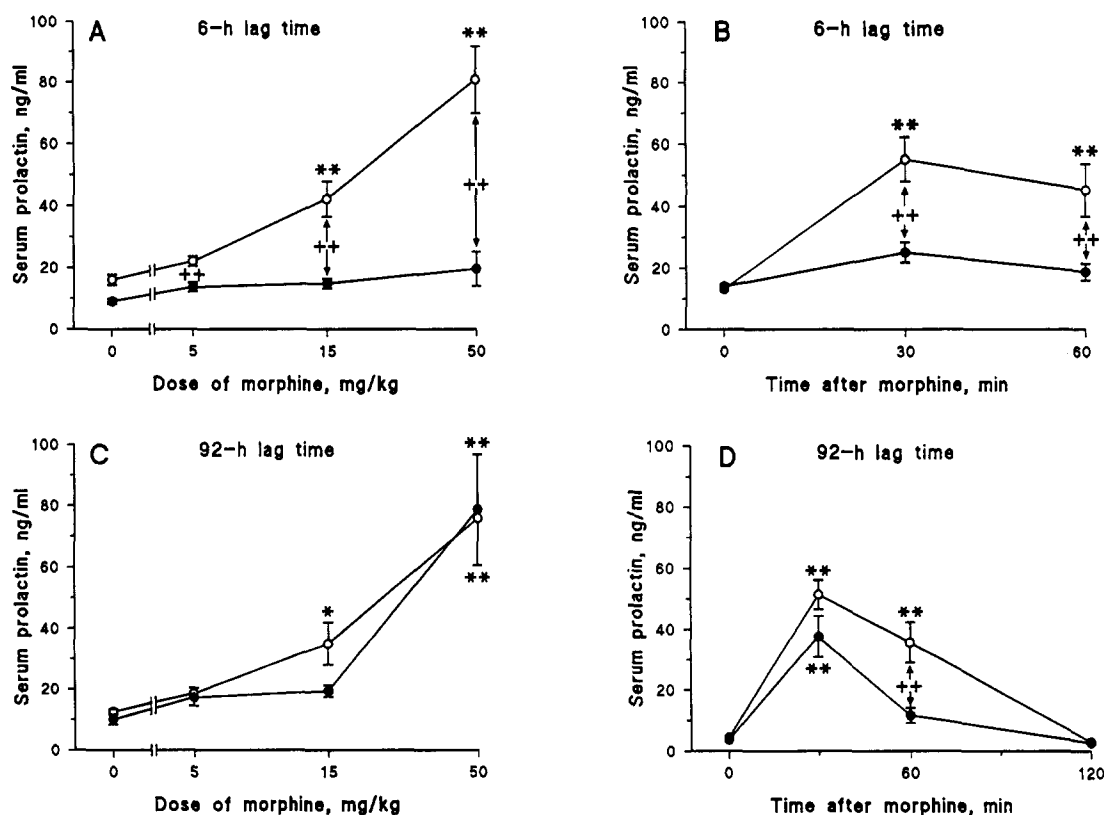 A 6-h lag time
Serum prolactin, ng/ml
100
80
60
40
20
0
**
**
++
++
++
0 5 15 50
Dose of morphine, mg/kg
B 6-h lag time
Serum prolactin, ng/ml
100
80
60
40
20
0
**
**
++
++
0 30 60
Time after morphine, min
C 92-h lag time
Serum prolactin, ng/ml
100
80
60
40
20
0
**
*
**
0 5 15 50
Dose of morphine, mg/kg
D 92-h lag time
Serum prolactin, ng/ml
100
80
60
40
20
0
**
**
**
++
0 60 120
Time after morphine, min